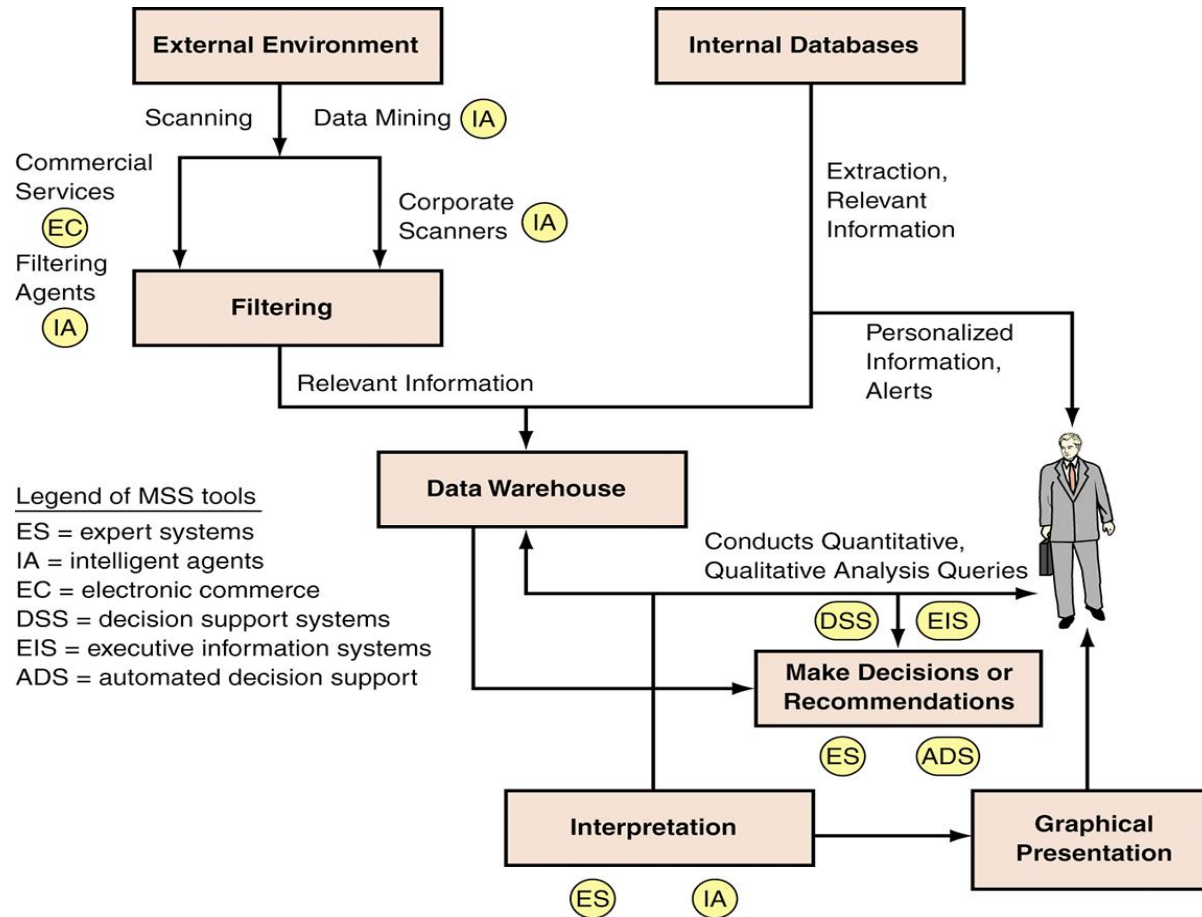 External Environment
Internal Databases
Scanning
Data Mining
IA
Commercial
Services
EC
Filtering
Agents
IA
Corporate
Scanners
IA
Extraction,
Relevant
Information
Filtering
Relevant Information
Personalized
Information,
Alerts
Data Warehouse
Legend of MSS tools
ES = expert systems
IA = intelligent agents
EC = electronic commerce
DSS = decision support systems
EIS = executive information systems
ADS = automated decision support
Conducts Quantitative,
Qualitative Analysis Queries
DSS
EIS
Make Decisions or
Recommendations
ES
ADS
Interpretation
ES
IA
Graphical
Presentation